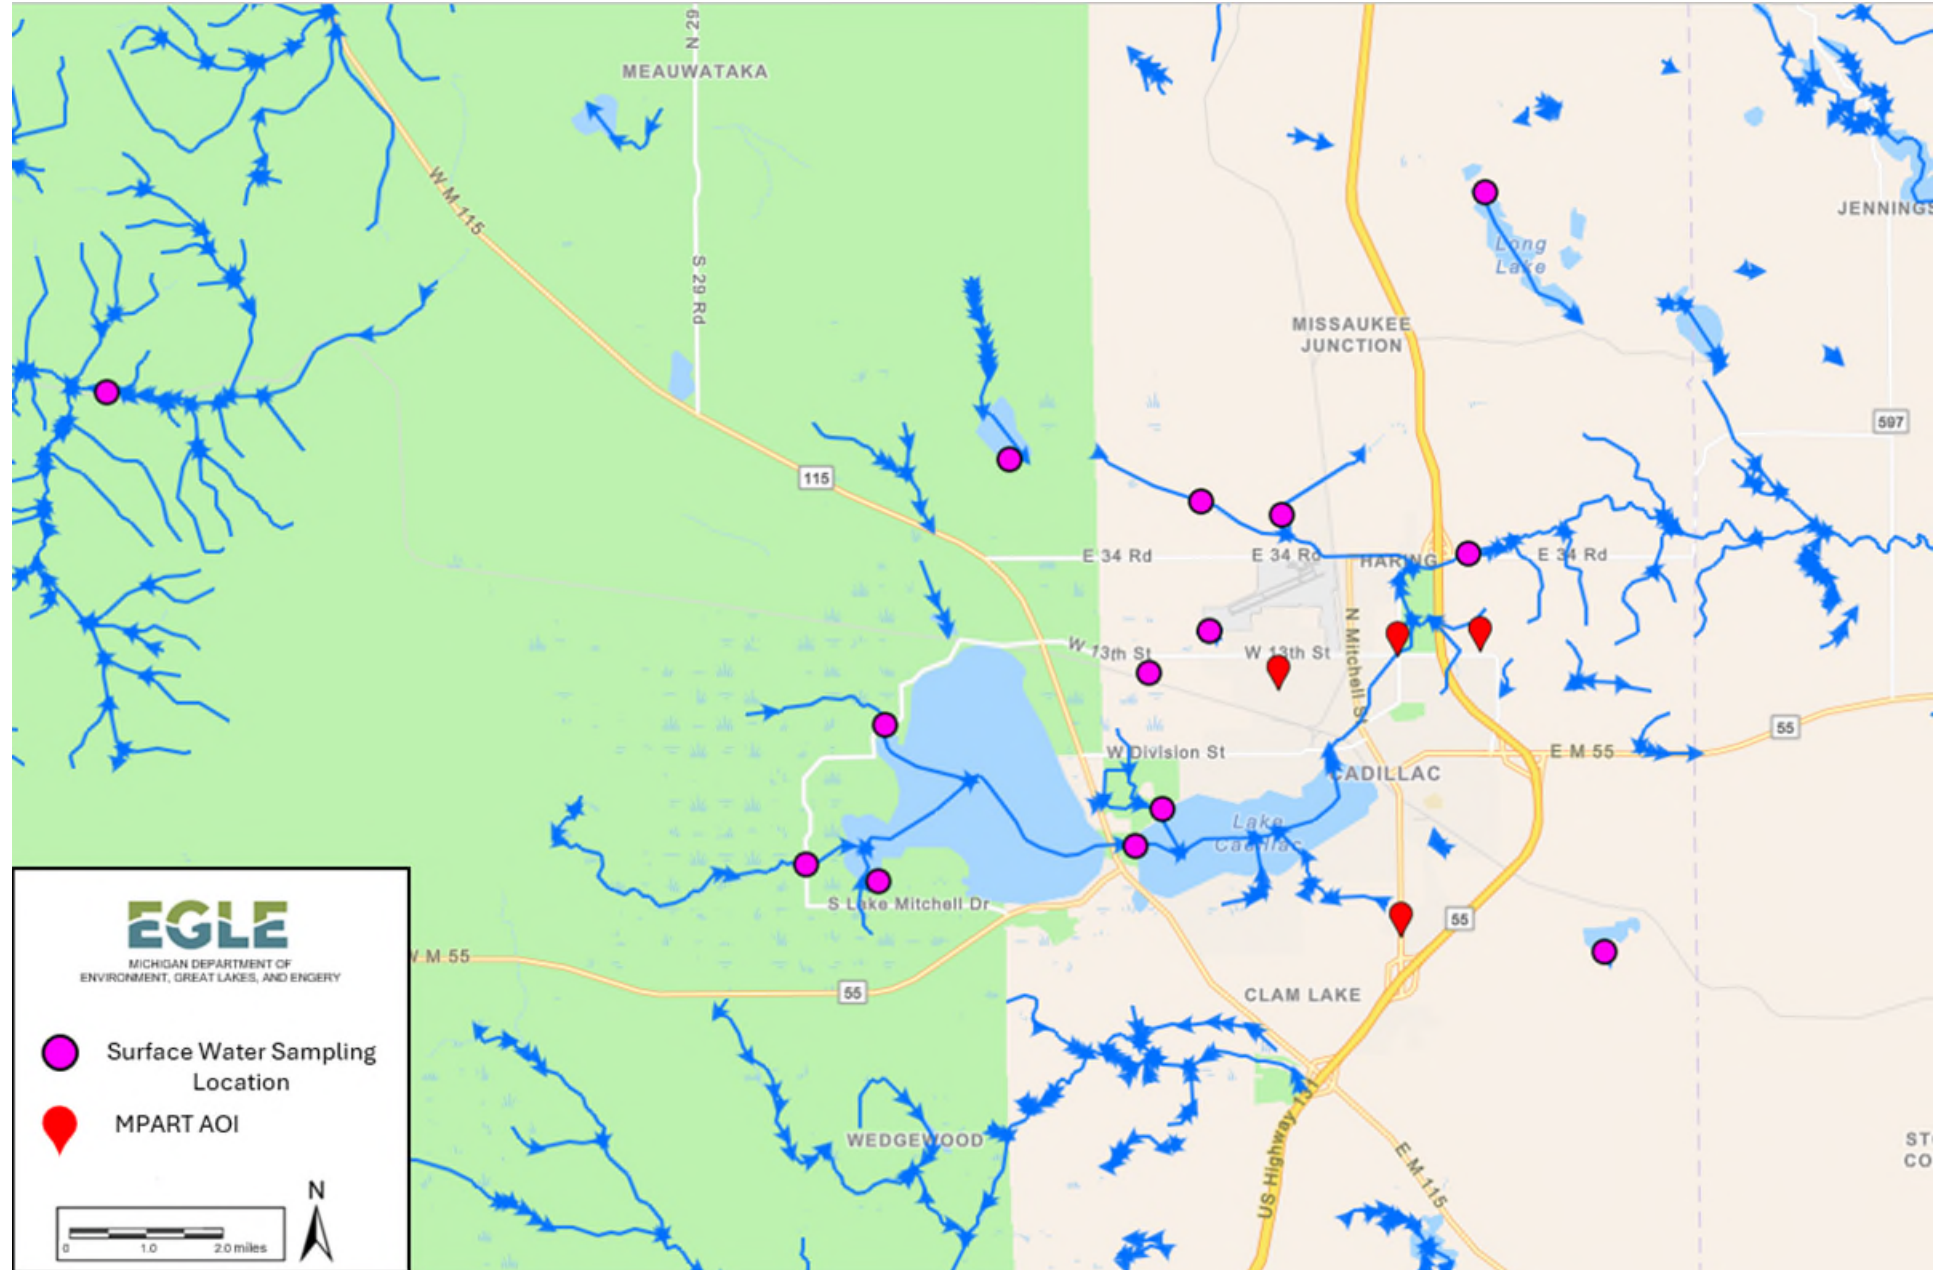 N 29
MEAUWATAKA
W M 115
S 29 Rd
JENNINGS
Long
Lake
MISSAUKEE
JUNCTION
597
115
E 34 Rd
E 34 Rd
HARING
E 34 Rd
W 13th St
W 13th St
N Mitchell St
W Division St
E M 55
55
CADILLAC
Lake
Cadillac
S Lake Mitchell Dr
55
W M 55
55
CLAM LAKE
WEDGEWOOD
US Highway 131
E M 115
ST
CO
EGLE
MICHIGAN DEPARTMENT OF
ENVIRONMENT, GREAT LAKES, AND ENGERY
Surface Water Sampling
Location
MPART AOI
N
0 1.0 2.0 miles